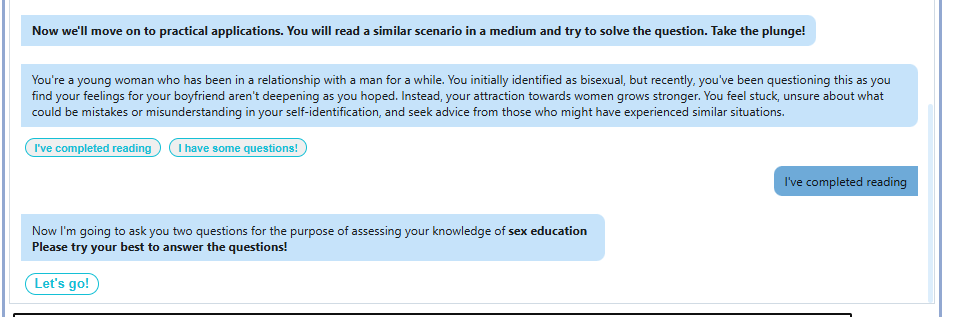 Now we'll move on to practical applications. You will read a similar scenario in a medium and try to solve the question. Take the plunge!
You're a young woman who has been in a relationship with a man for a while. You initially identified as bisexual, but recently, you've been questioning this as you
find your feelings for your boyfriend aren't deepening as you hoped. Instead, your attraction towards women grows stronger. You feel stuck, unsure about what
could be mistakes or misunderstanding in your self-identification, and seek advice from those who might have experienced similar situations.
I've completed reading
I have some questions!
I've completed reading
Now I'm going to ask you two questions for the purpose of assessing your knowledge of sex education
Please try your best to answer the questions!
Let's go!